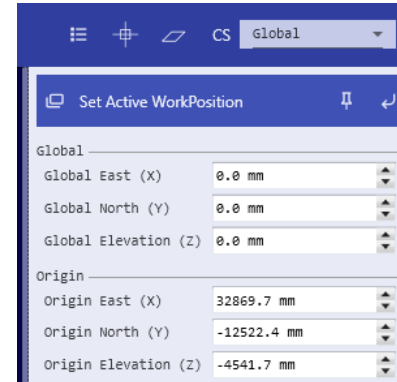 CS Global
Set Active WorkPosition
Global
Global East (X) 0.0 mm
Global North (Y) 0.0 mm
Global Elevation (Z) 0.0 mm
Origin
Origin East (X) 32869.7 mm
Origin North (Y) -12522.4 mm
Origin Elevation (Z) -4541.7 mm